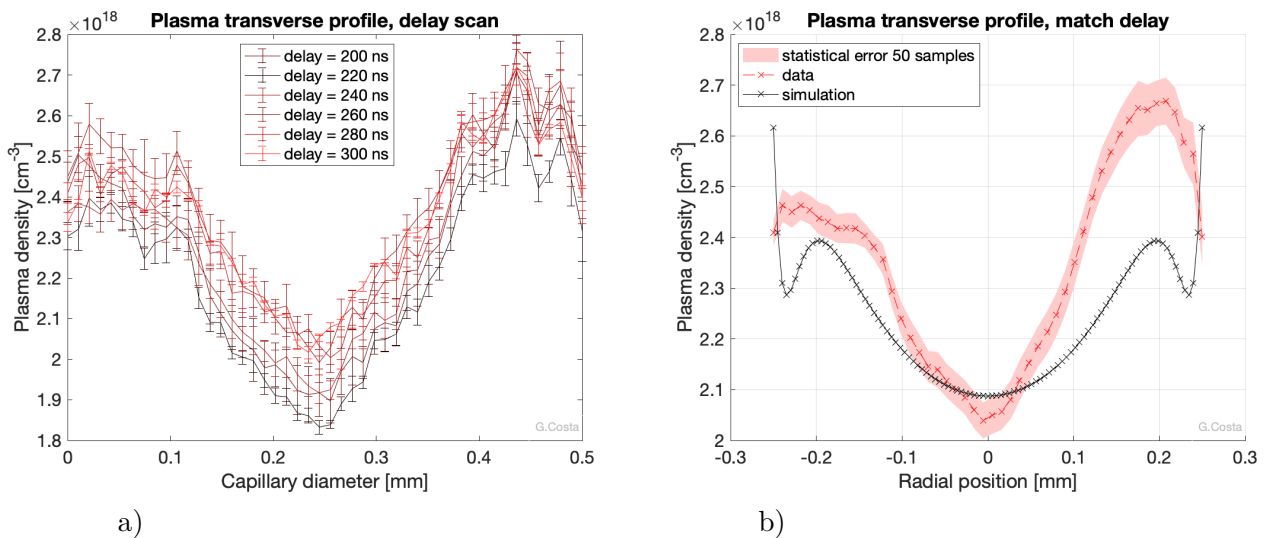 Plasma transverse profile, delay scan
×10^18
2.8
2.7
2.6
2.5
2.4
2.3
2.2
2.1
2
1.9
1.8
Plasma density [cm^-3]
delay = 200 ns
delay = 220 ns
delay = 240 ns
delay = 260 ns
delay = 280 ns
delay = 300 ns
G.Costa
0 0.1 0.2 0.3 0.4 0.5
Capillary diameter [mm]
a)
Plasma transverse profile, match delay
×10^18
2.8
2.7
2.6
2.5
2.4
2.3
2.2
2.1
2
Plasma density [cm^-3]
statistical error 50 samples
data
simulation
G.Costa
-0.3 -0.2 -0.1 0 0.1 0.2 0.3
Radial position [mm]
b)